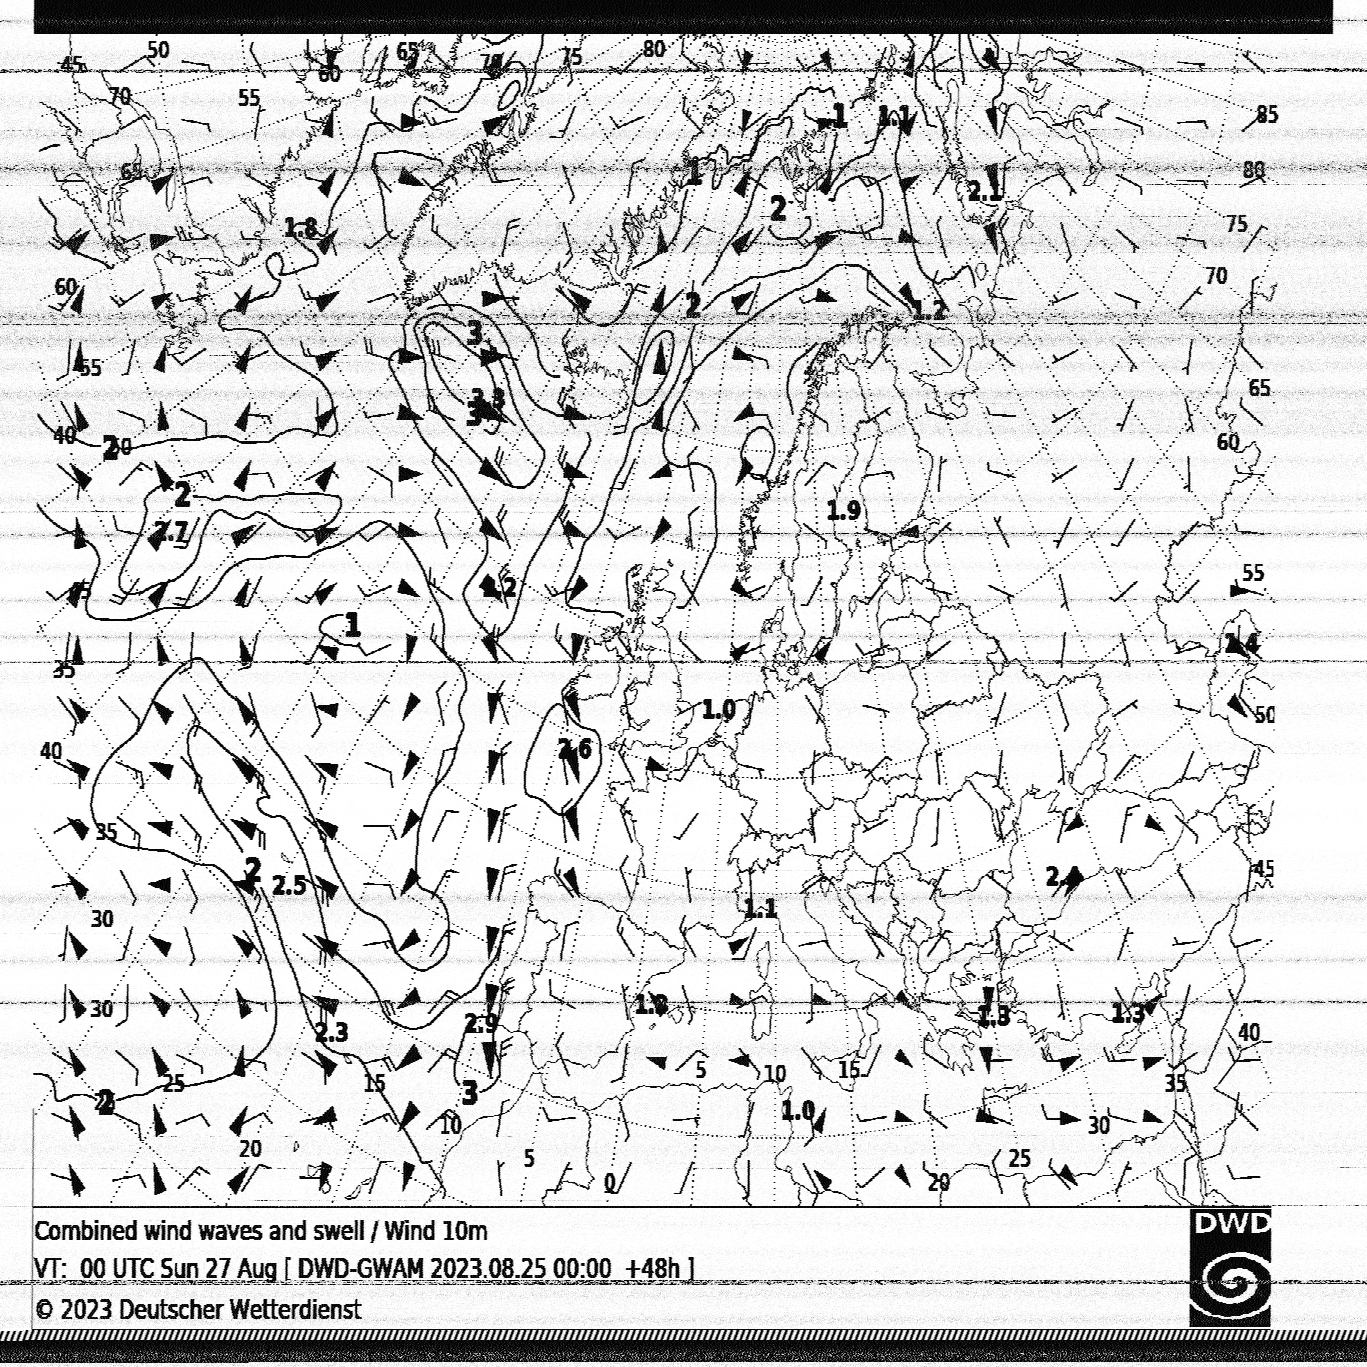 50 65 70 75 80
45 60
70 55
85
1 1.1
65 1 80
2.1
2
1.8 75
60 70
2 1.2
3
55
65
3.3
3
40 2 50 60
2
2.7 1.9
45 2.2 55
1
35 1.4
1.0 50
40 2.6
35
2 2.5 45
30 1.1
30 1.8 1.3 1.3
2.3 2.9 40
25 15 5 10 15 35
2 3
10 1.0 30
20 5 25
0 20
Combined wind waves and swell / Wind 10m
VT: 00 UTC Sun 27 Aug [ DWD-GWAM 2023.08.25 00:00 +48h ]
© 2023 Deutscher Wetterdienst
DWD